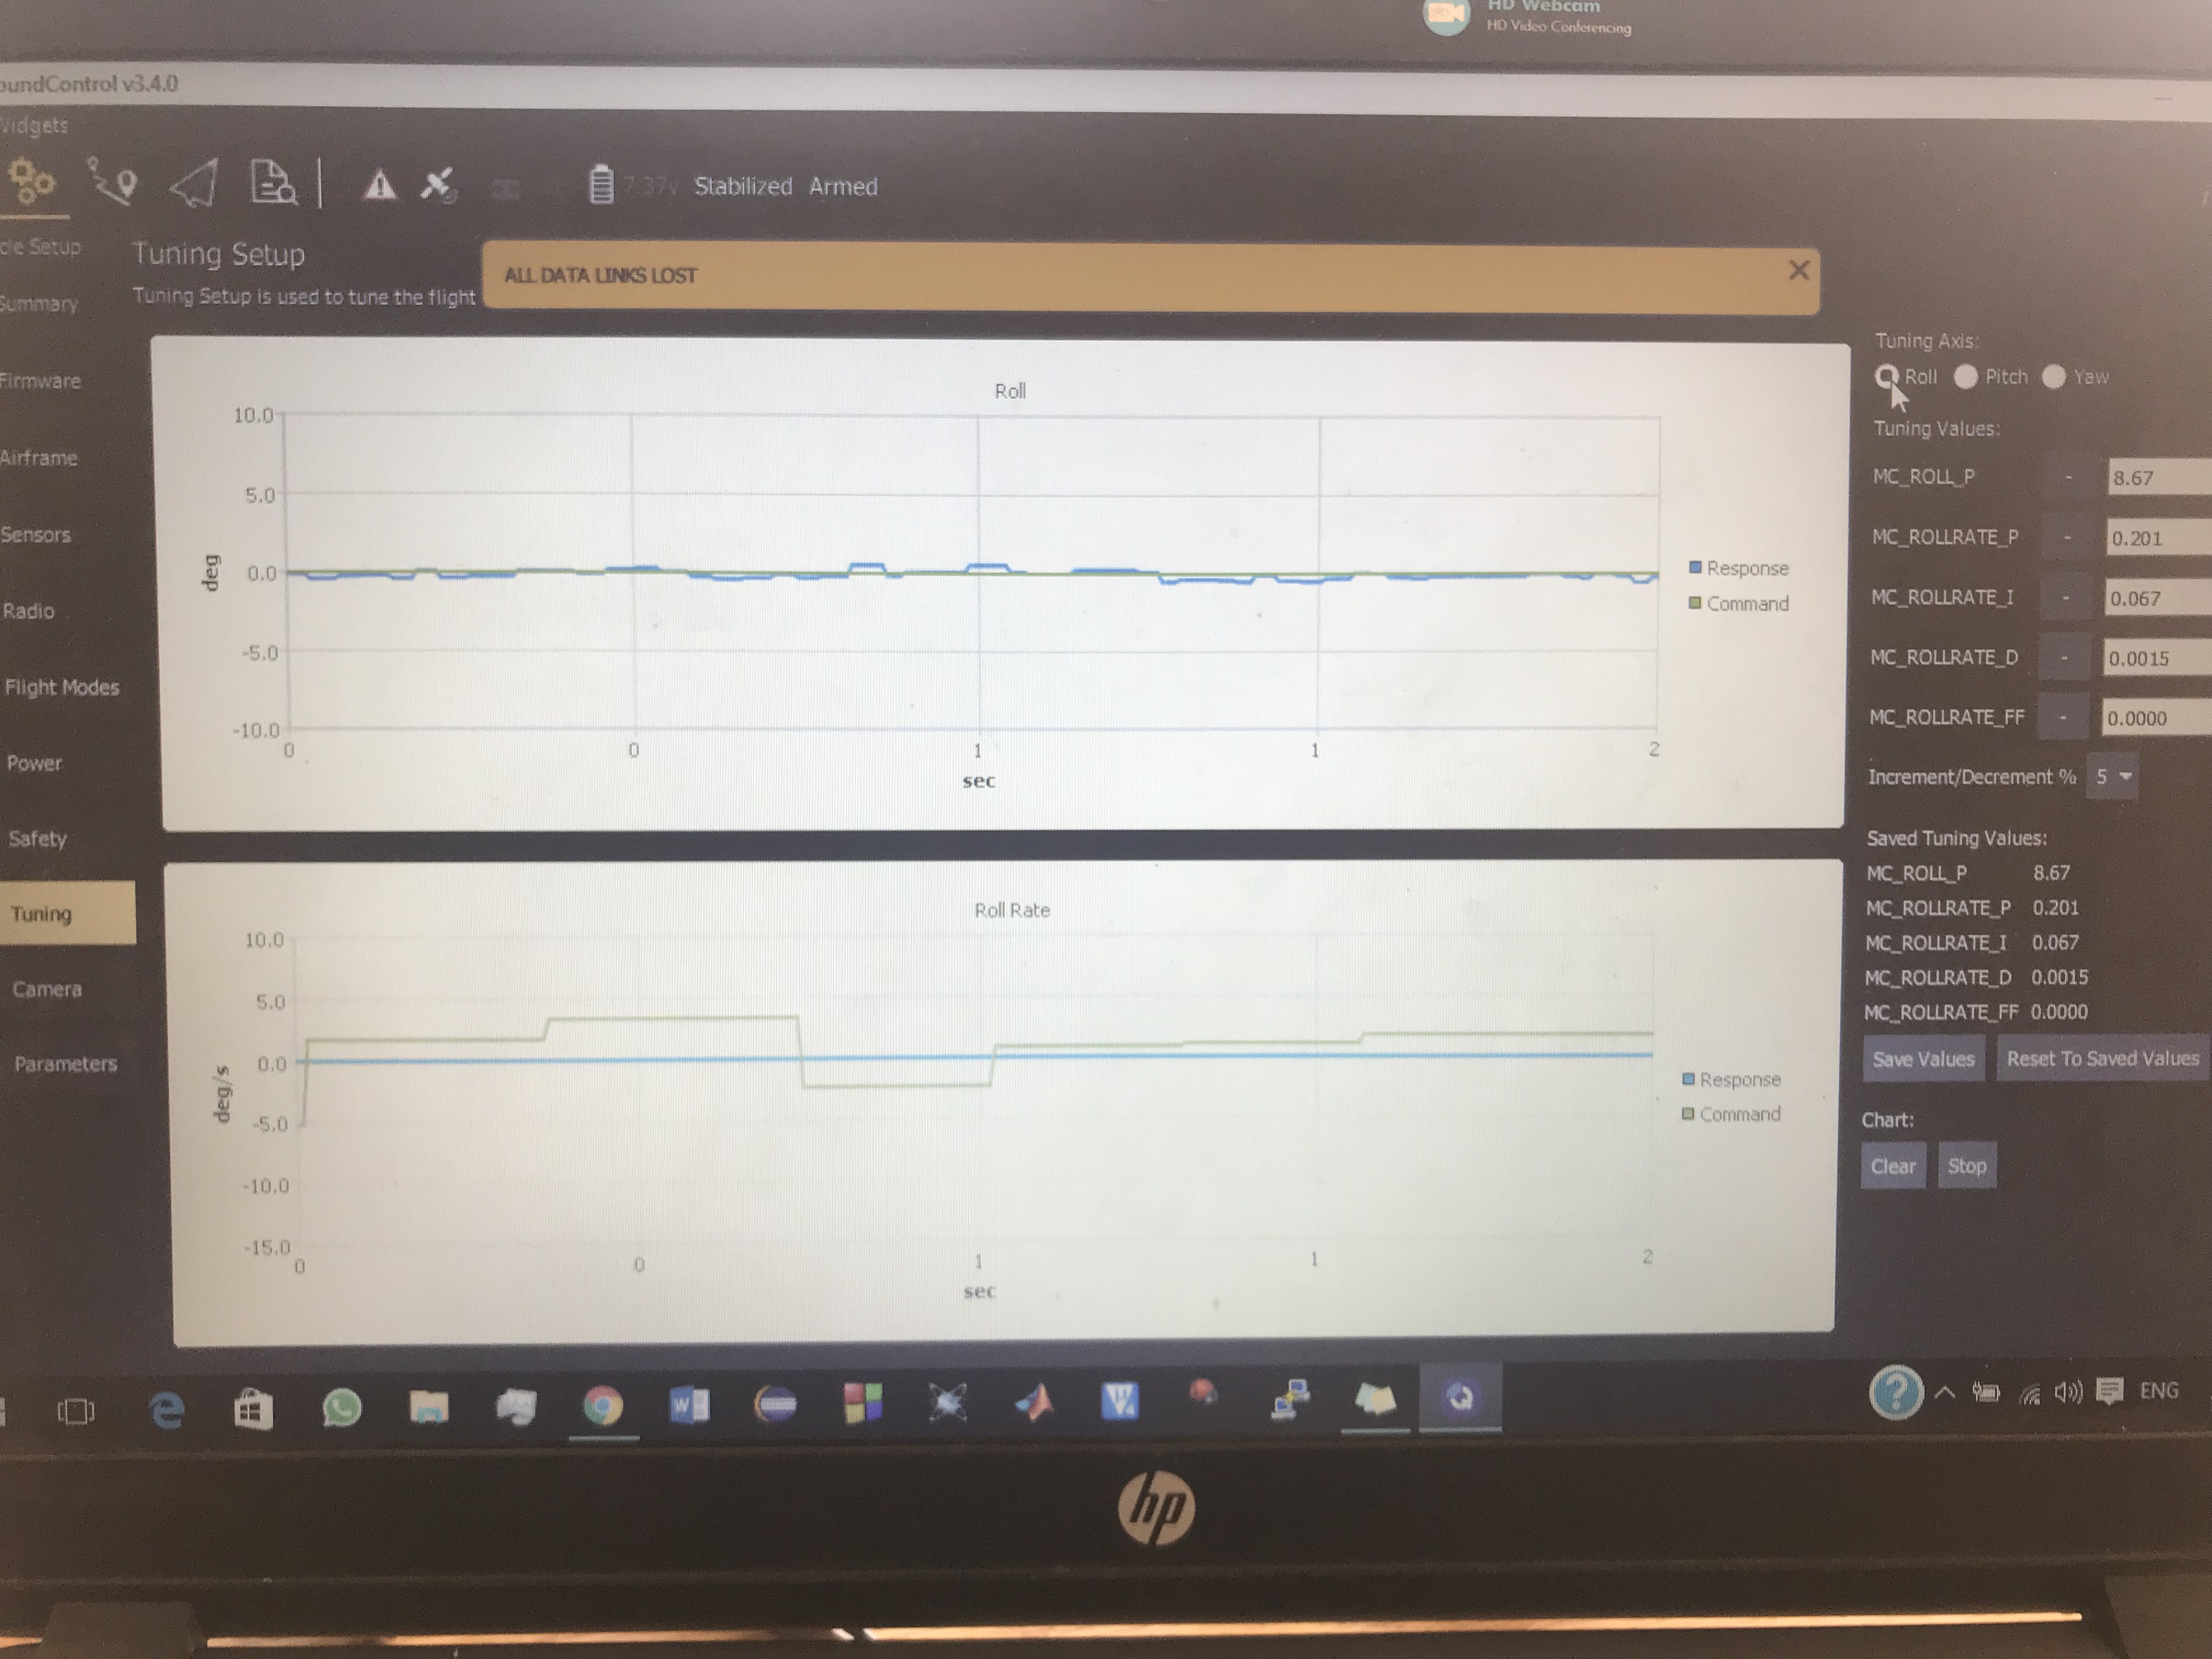 HD Webcam
HD Video Conferencing
oundControl v3.4.0
Widgets
7.37v Stabilized Armed
cle Setup
Summary
Firmware
Airframe
Sensors
Radio
Flight Modes
Power
Safety
Tuning
Camera
Parameters
Tuning Setup
Tuning Setup is used to tune the flight
ALL DATA LINKS LOST
Roll
10.0
5.0
0.0
-5.0
-10.0
deg
0 0 1 1 2
sec
Response
Command
Roll Rate
10.0
5.0
0.0
-5.0
-10.0
-15.0
deg/s
0 0 1 1 2
sec
Response
Command
Tuning Axis:
Roll Pitch Yaw
Tuning Values:
MC_ROLL_P - 8.67
MC_ROLLRATE_P - 0.201
MC_ROLLRATE_I - 0.067
MC_ROLLRATE_D - 0.0015
MC_ROLLRATE_FF - 0.0000
Increment/Decrement % 5
Saved Tuning Values:
MC_ROLL_P 8.67
MC_ROLLRATE_P 0.201
MC_ROLLRATE_I 0.067
MC_ROLLRATE_D 0.0015
MC_ROLLRATE_FF 0.0000
Save Values Reset To Saved Values
Chart:
Clear Stop
ENG
hp